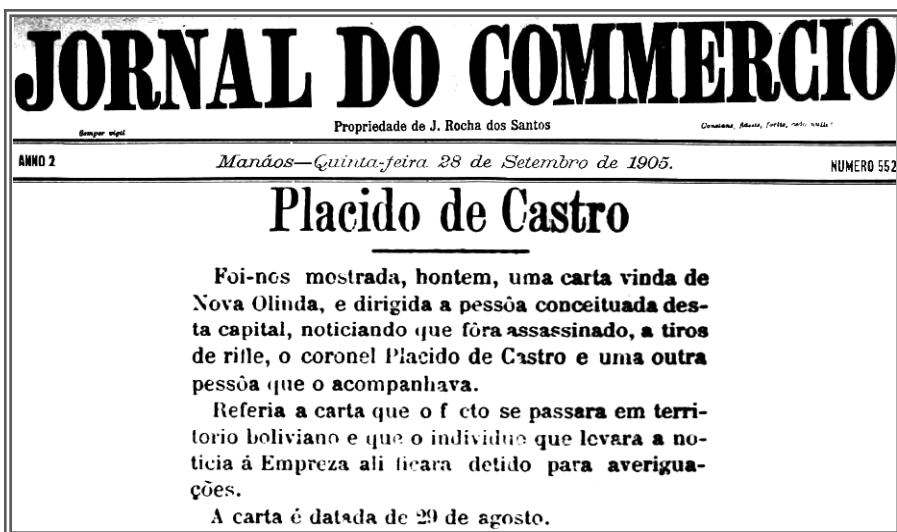 JORNAL DO COMMERCIO
Semper vigil
Propriedade de J. Rocha dos Santos
ANNO 2
Manáos—Quinta-feira 28 de Setembro de 1905.
NUMERO 552
Placido de Castro
Foi-nos mostrada, hontem, uma carta vinda de
Nova Olinda, e dirigida a pessôa conceituada des-
ta capital, noticiando que fôra assassinado, a tiros
de rifle, o coronel Placido de Castro e uma outra
pessôa que o acompanhava.
Referia a carta que o f cto se passara em terri-
torio boliviano e que o individuo que levara a no-
ticia á Empreza ali ficara detido para averigua-
ções.
A carta é datada de 29 de agosto.